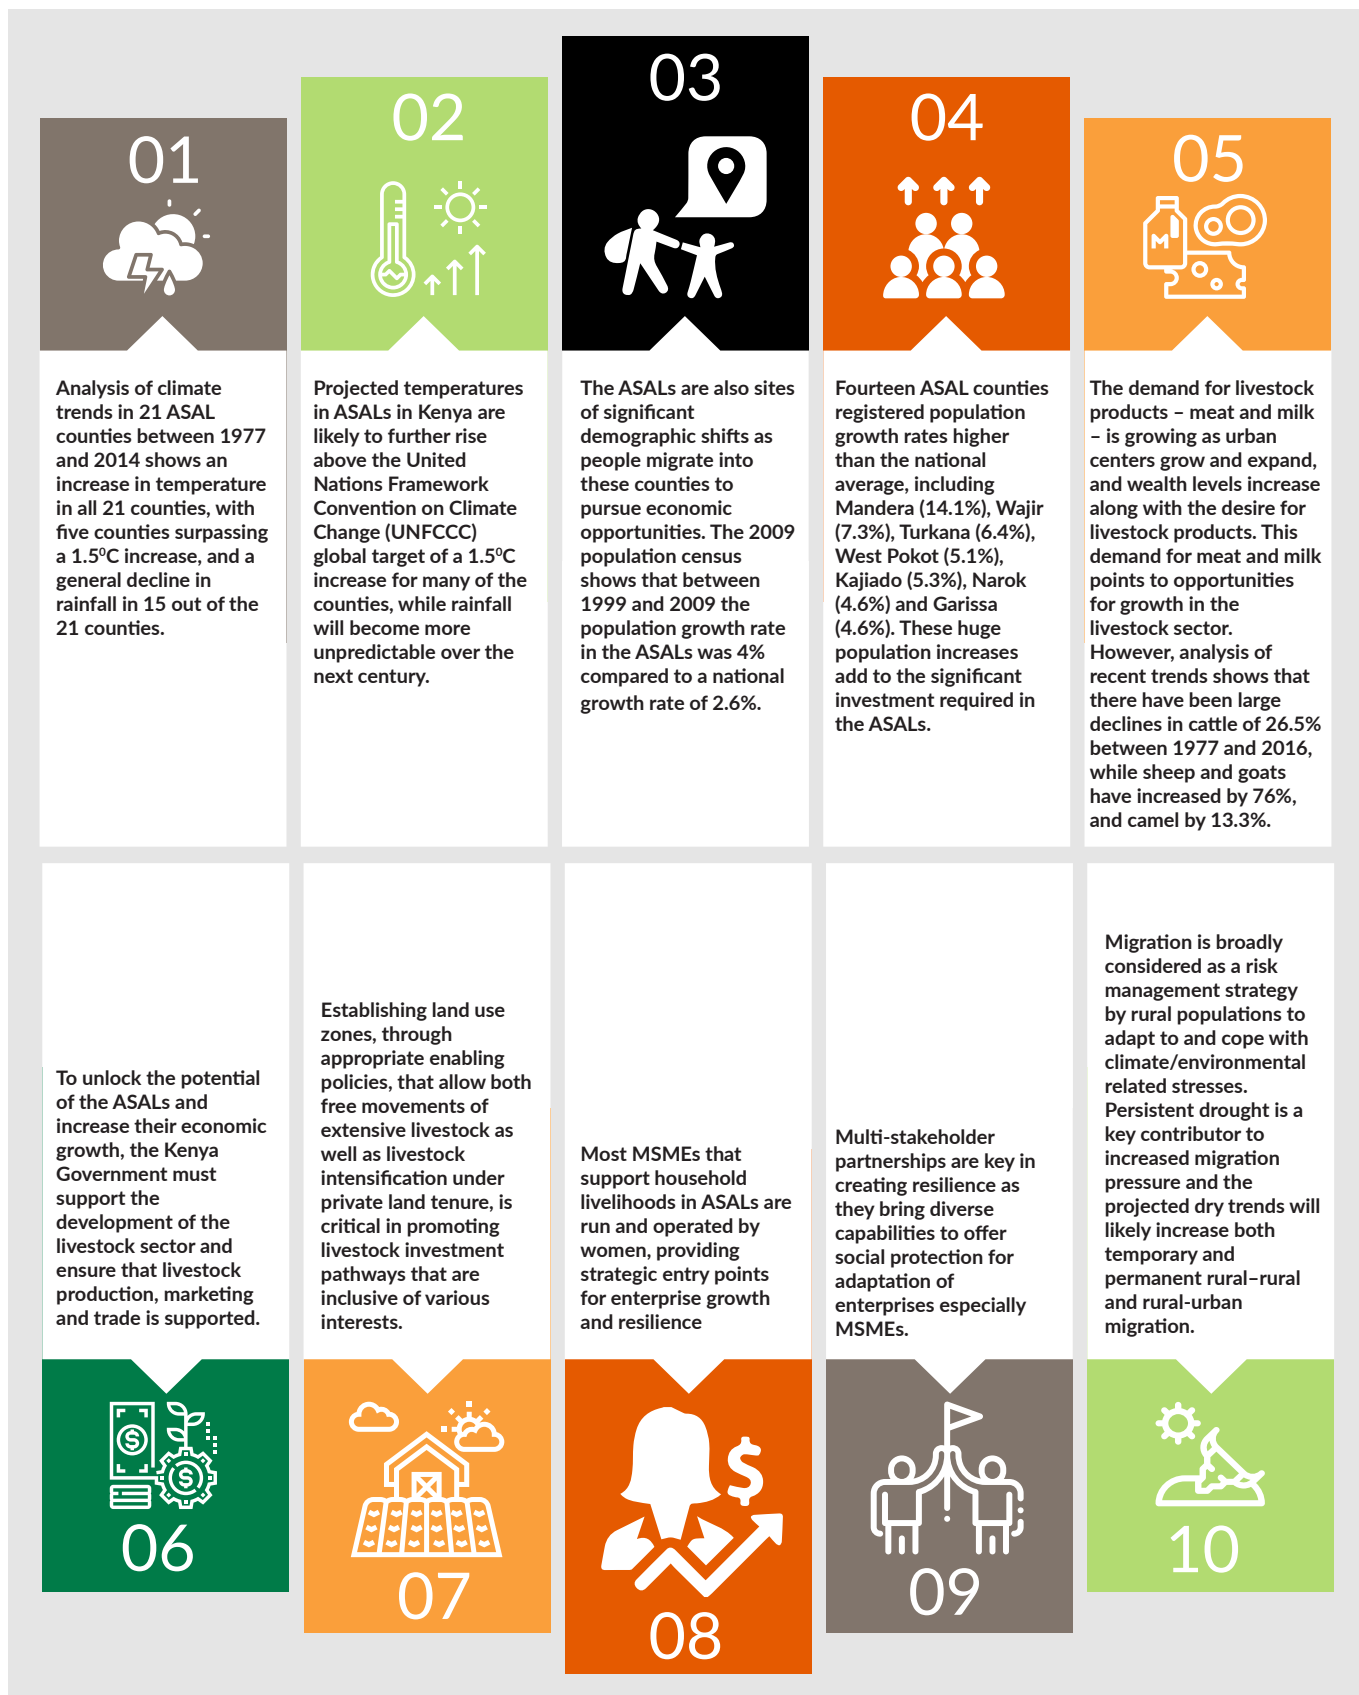 01
Analysis of climate
trends in 21 ASAL
counties between 1977
and 2014 shows an
increase in temperature
in all 21 counties, with
five counties surpassing
a 1.5⁰C increase, and a
general decline in
rainfall in 15 out of the
21 counties.
02
Projected temperatures
in ASALs in Kenya are
likely to further rise
above the United
Nations Framework
Convention on Climate
Change (UNFCCC)
global target of a 1.5⁰C
increase for many of the
counties, while rainfall
will become more
unpredictable over the
next century.
03
The ASALs are also sites
of significant
demographic shifts as
people migrate into
these counties to
pursue economic
opportunities. The 2009
population census
shows that between
1999 and 2009 the
population growth rate
in the ASALs was 4%
compared to a national
growth rate of 2.6%.
04
Fourteen ASAL counties
registered population
growth rates higher
than the national
average, including
Mandera (14.1%), Wajir
(7.3%), Turkana (6.4%),
West Pokot (5.1%),
Kajiado (5.3%), Narok
(4.6%) and Garissa
(4.6%). These huge
population increases
add to the significant
investment required in
the ASALs.
05
M
The demand for livestock
products – meat and milk
– is growing as urban
centers grow and expand,
and wealth levels increase
along with the desire for
livestock products. This
demand for meat and milk
points to opportunities
for growth in the
livestock sector.
However, analysis of
recent trends shows that
there have been large
declines in cattle of 26.5%
between 1977 and 2016,
while sheep and goats
have increased by 76%,
and camel by 13.3%.
To unlock the potential
of the ASALs and
increase their economic
growth, the Kenya
Government must
support the
development of the
livestock sector and
ensure that livestock
production, marketing
and trade is supported.
$
$
06
Establishing land use
zones, through
appropriate enabling
policies, that allow both
free movements of
extensive livestock as
well as livestock
intensification under
private land tenure, is
critical in promoting
livestock investment
pathways that are
inclusive of various
interests.
07
Most MSMEs that
support household
livelihoods in ASALs are
run and operated by
women, providing
strategic entry points
for enterprise growth
and resilience
$
08
Multi-stakeholder
partnerships are key in
creating resilience as
they bring diverse
capabilities to offer
social protection for
adaptation of
enterprises especially
MSMEs.
09
Migration is broadly
considered as a risk
management strategy
by rural populations to
adapt to and cope with
climate/environmental
related stresses.
Persistent drought is a
key contributor to
increased migration
pressure and the
projected dry trends will
likely increase both
temporary and
permanent rural–rural
and rural-urban
migration.
10